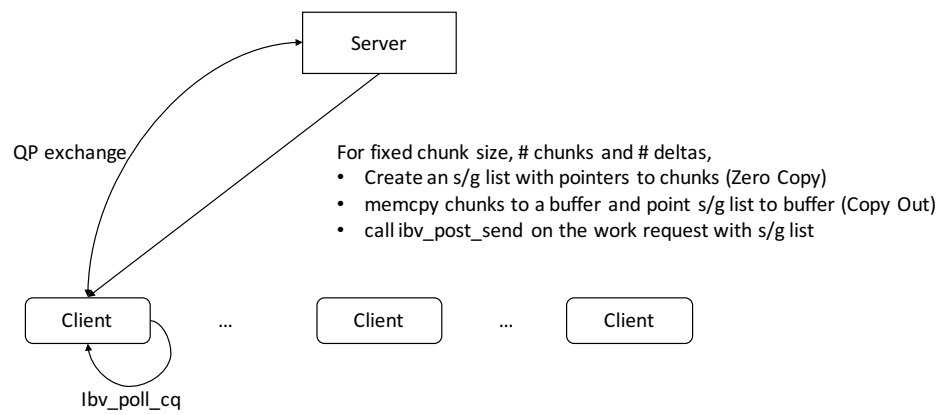 Server
QP exchange
For fixed chunk size, # chunks and # deltas,
• Create an s/g list with pointers to chunks (Zero Copy)
• memcpy chunks to a buffer and point s/g list to buffer (Copy Out)
• call ibv_post_send on the work request with s/g list
Client ... Client ... Client
Ibv_poll_cq